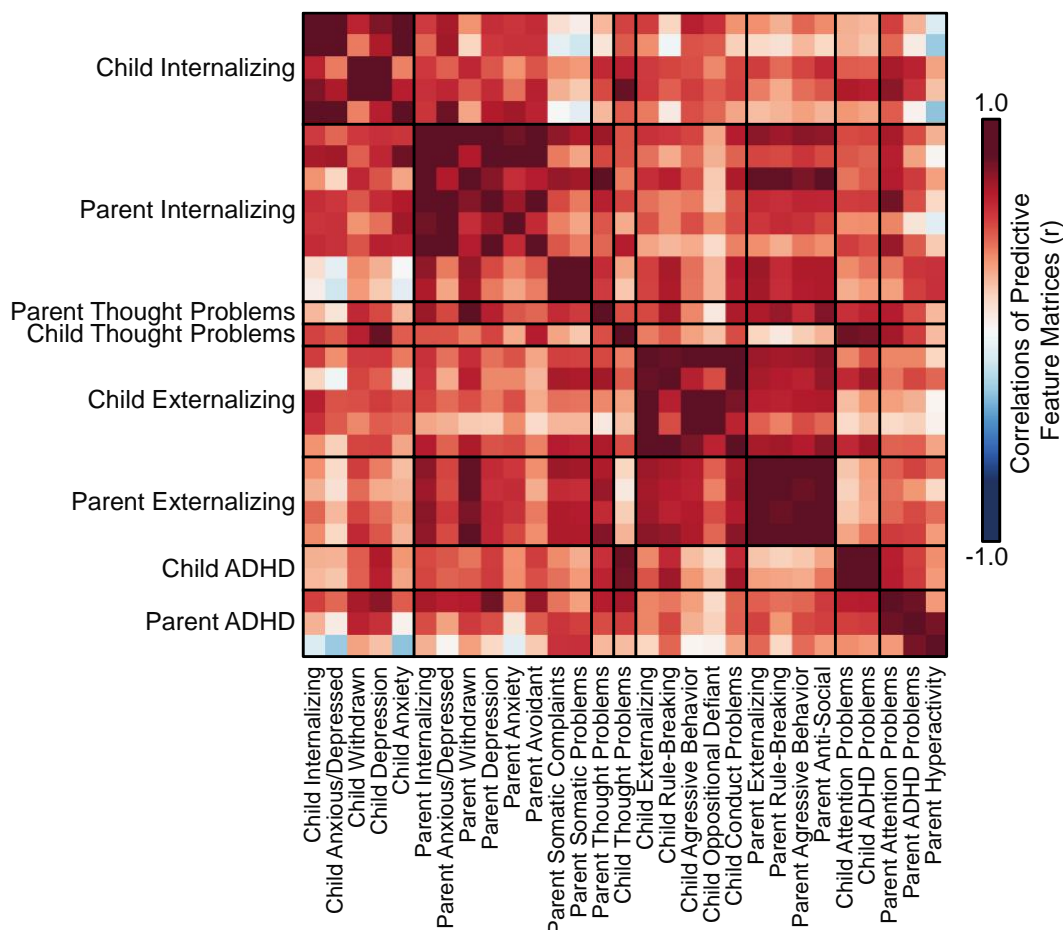 Child Internalizing
Parent Internalizing
Parent Thought Problems
Child Thought Problems
Child Externalizing
Parent Externalizing
Child ADHD
Parent ADHD
1.0
-1.0
Correlations of Predictive
Feature Matrices (r)
Child Internalizing
Child Anxious/Depressed
Child Withdrawn
Child Depression
Child Anxiety
Parent Internalizing
Parent Anxious/Depressed
Parent Withdrawn
Parent Depression
Parent Anxiety
Parent Avoidant
Parent Somatic Complaints
Parent Somatic Problems
Parent Thought Problems
Child Thought Problems
Child Externalizing
Child Rule-Breaking
Child Agressive Behavior
Child Oppositional Defiant
Child Conduct Problems
Parent Externalizing
Parent Rule-Breaking
Parent Agressive Behavior
Parent Anti-Social
Child Attention Problems
Child ADHD Problems
Parent Attention Problems
Parent ADHD Problems
Parent Hyperactivity